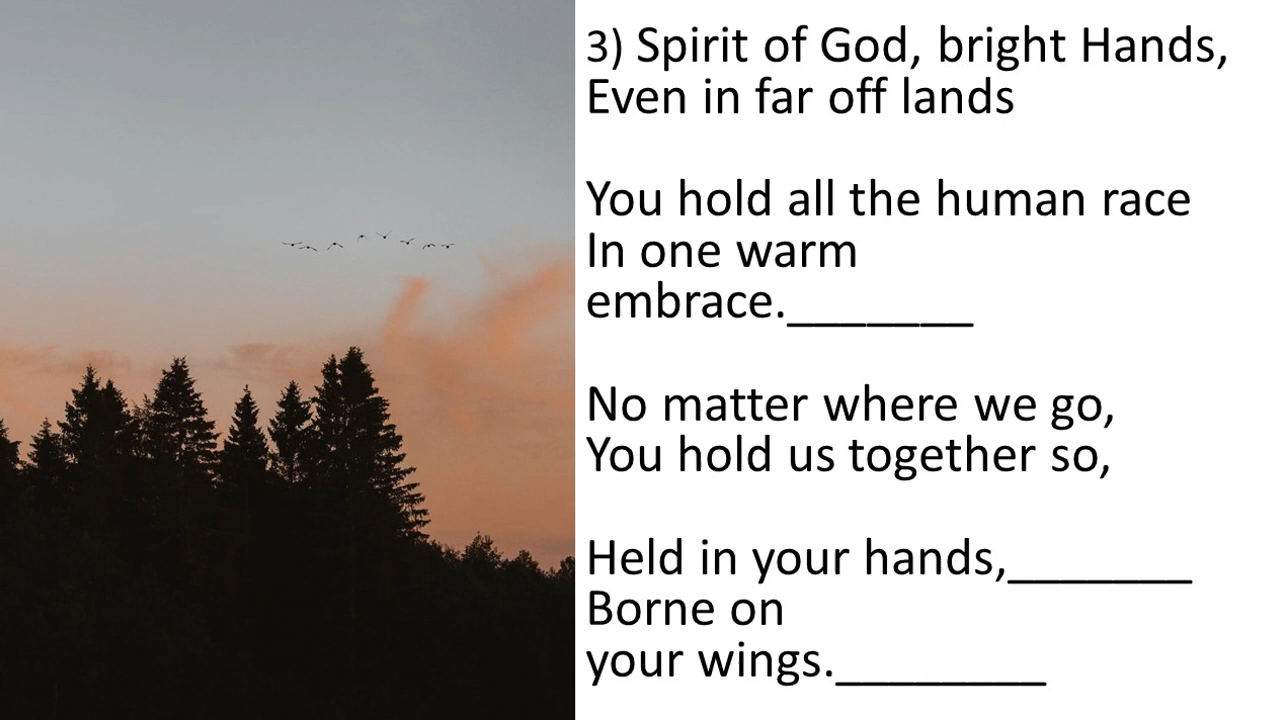 3) Spirit of God, bright Hands,
Even in far off lands
You hold all the human race
In one warm
embrace._______
No matter where we go,
You hold us together so,
Held in your hands,_______
Borne on
your wings.________